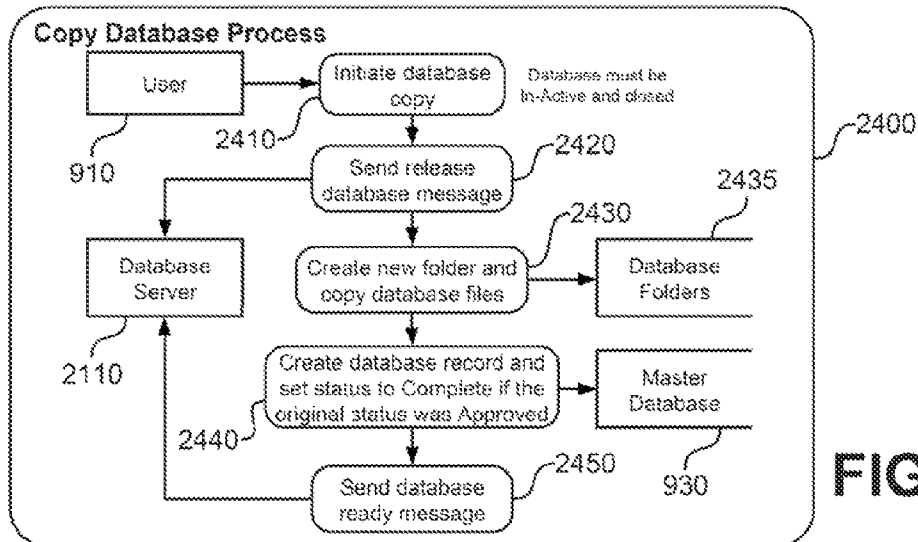 Copy Database Process
User
Initiate database
copy
Database must be
In-Active and closed
910
2410
2400
Send release
database message
2420
2430
2435
Database
Server
Create new folder and
copy database files
Database
Folders
2110
Create database record and
set status to Complete if the
original status was Approved
Master
Database
2440
2450
930
Send database
ready message
FIG